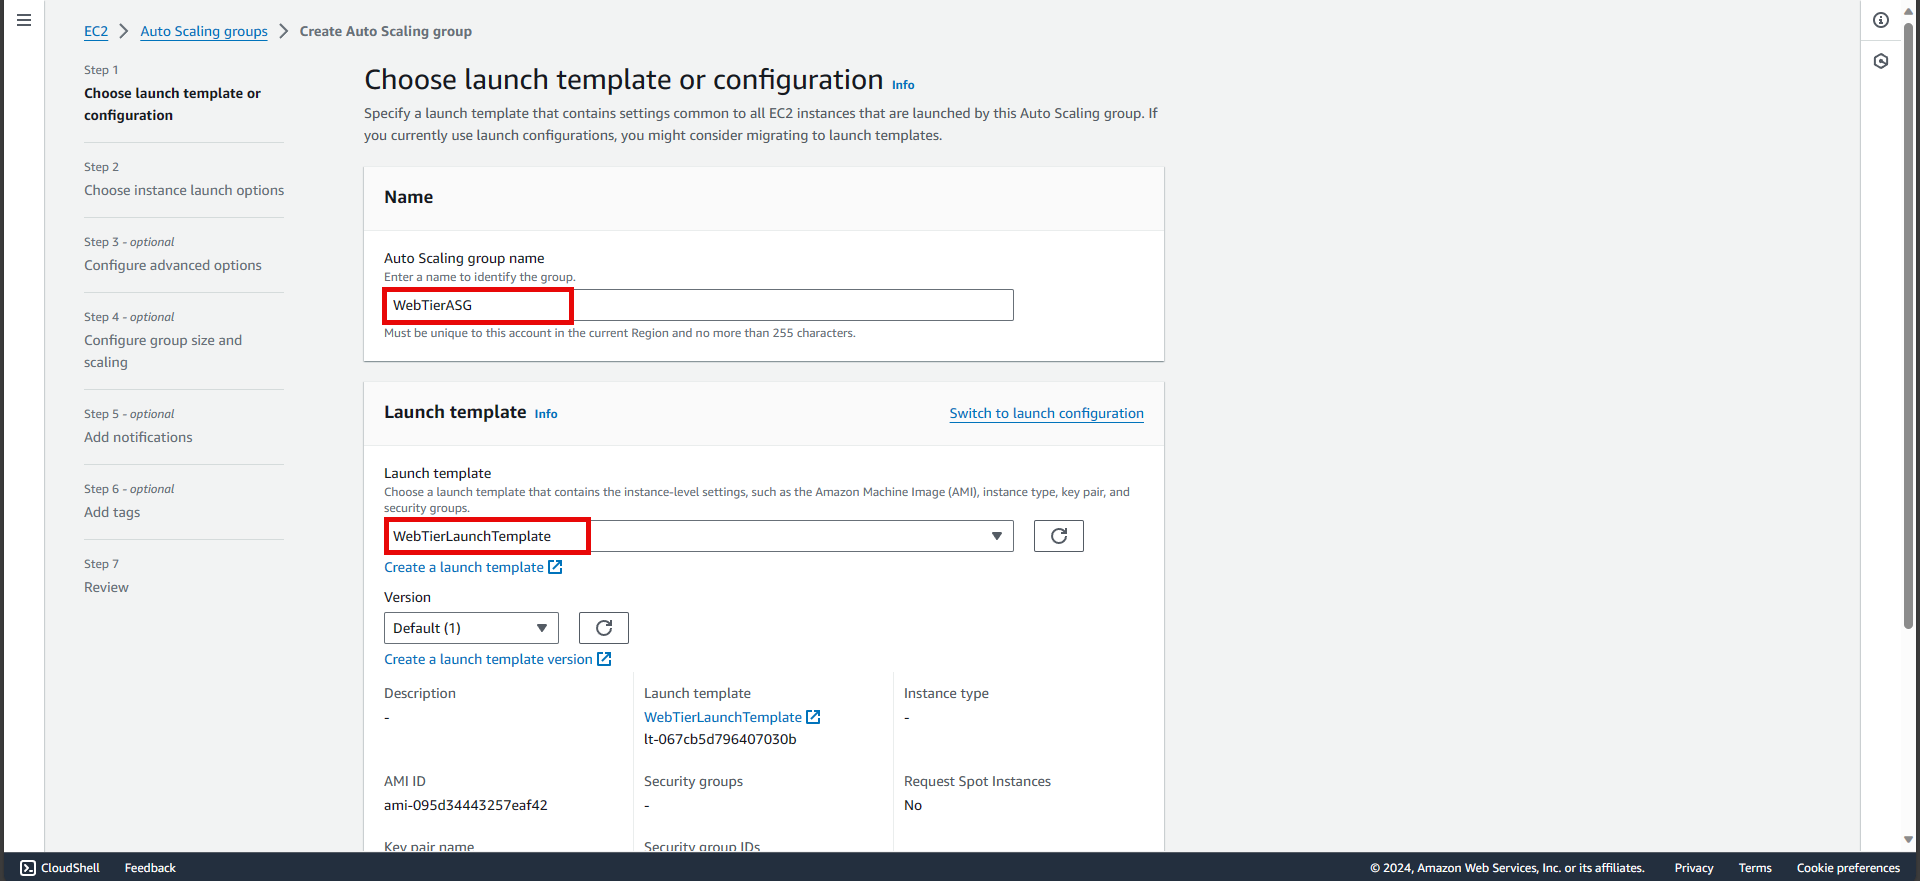 EC2 > Auto Scaling groups > Create Auto Scaling group
Step 1
Choose launch template or
configuration
Step 2
Choose instance launch options
Step 3 - optional
Configure advanced options
Step 4 - optional
Configure group size and
scaling
Step 5 - optional
Add notifications
Step 6 - optional
Add tags
Step 7
Review
Choose launch template or configuration Info
Specify a launch template that contains settings common to all EC2 instances that are launched by this Auto Scaling group. If
you currently use launch configurations, you might consider migrating to launch templates.
Name
Auto Scaling group name
Enter a name to identify the group.
WebTierASG
Must be unique to this account in the current Region and no more than 255 characters.
Launch template Info
Switch to launch configuration
Launch template
Choose a launch template that contains the instance-level settings, such as the Amazon Machine Image (AMI), instance type, key pair, and
security groups.
WebTierLaunchTemplate
Create a launch template
Version
Default (1)
Create a launch template version
Description
-
Launch template
WebTierLaunchTemplate
lt-067cb5d796407030b
Instance type
-
AMI ID
ami-095d34443257eaf42
Security groups
-
Request Spot Instances
No
Key pair name
Security group IDs
CloudShell
Feedback
© 2024, Amazon Web Services, Inc. or its affiliates.
Privacy
Terms
Cookie preferences